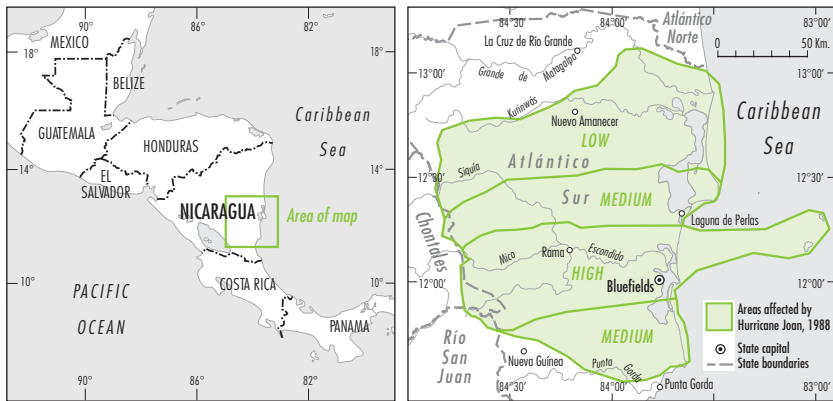 90°
86°
82°
MEXICO
18°
18°
BELIZE
Caribbean
Sea
GUATEMALA
HONDURAS
14°
14°
EL
SALVADOR
NICARAGUA
Area of map
10°
10°
COSTA RICA
PACIFIC
OCEAN
PANAMA
90°
86°
82°
84°30'
84°00'
Atlántico
Norte
83°00'
La Cruz de Río Grande
0
50 Km.
13°00'
13°00'
Grande de Matagalpa
Kurinwás
Nuevo Amanecer
LOW
Caribbean
Sea
Atlántico
Siquía
12°30'
12°30'
Sur
MEDIUM
Laguna de Perlas
Chontales
Mico
Rama
Escondido
HIGH
12°00'
12°00'
Bluefields
Areas affected by
Hurricane Joan, 1988
MEDIUM
State capital
State boundaries
Río
San
Juan
Nueva Guínea
Punta Gorda
Punta Gorda
84°30'
84°00'
83°00'